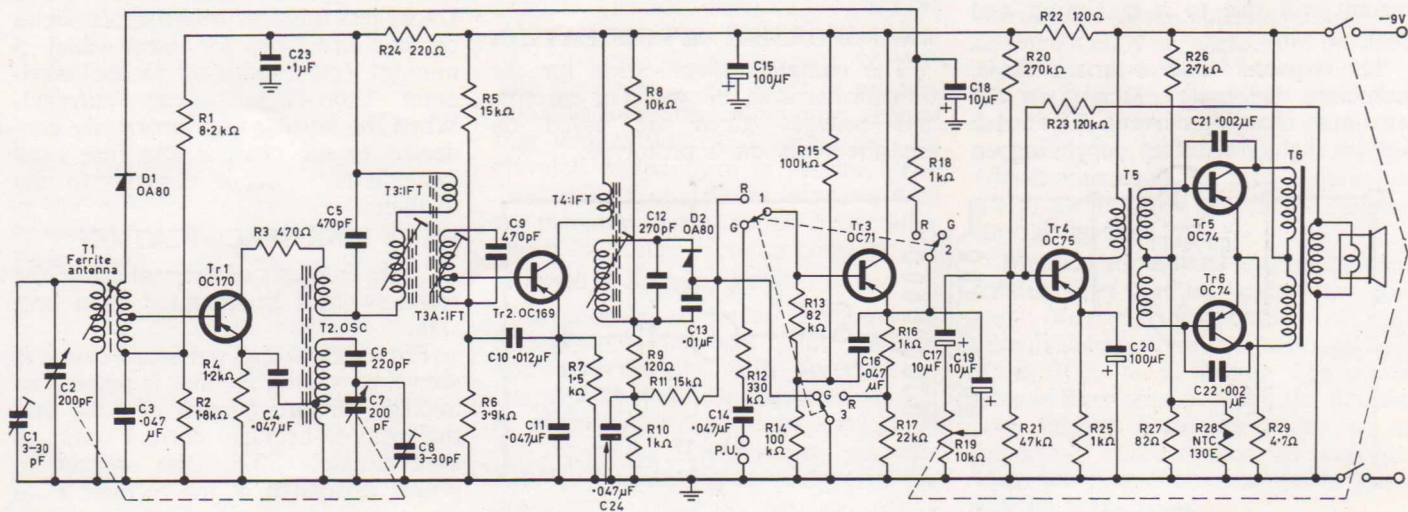 −9V
C23
·1μF
R24 220Ω
R1
8·2kΩ
D1
OA80
T1
Ferrite
antenna
C2
200pF
C1
3-30
pF
C3
·047
μF
R2
1·8kΩ
Tr1
OC170
R3 470Ω
R4
1·2kΩ
C4
·047μF
T2.OSC
C5
470pF
C6
220pF
C7
200
pF
C8
3-30pF
R5
15kΩ
T3:IFT
T3A:IFT
C9
470pF
Tr2.OC169
C10 ·012μF
R6
3·9kΩ
C11
·047μF
R7
1·5
kΩ
·047μF
C24
R8
10kΩ
T4:IFT
C12
270pF
D2
OA80
C13
·01μF
R9
120Ω
R11 15kΩ
R10
1kΩ
C15
100μF
R
G
1
R12
330
kΩ
C14
·047μF
P.U.
R15
100kΩ
R13
82
kΩ
R14
100
kΩ
G
R
3
Tr3
OC71
C16
·047
μF
R16
1kΩ
R17
22kΩ
C18
10μF
R18
1kΩ
R
G
2
C17
10μF
C19
10μF
R19
10kΩ
R20
270kΩ
R22 120Ω
R23 120kΩ
R21
47kΩ
Tr4
OC75
R25
1kΩ
C20
100μF
T5
R26
2·7kΩ
C21 ·002μF
T6
Tr5
OC74
Tr6
OC74
C22 ·002
μF
R27
82Ω
R28
NTC
130E
R29
4·7Ω